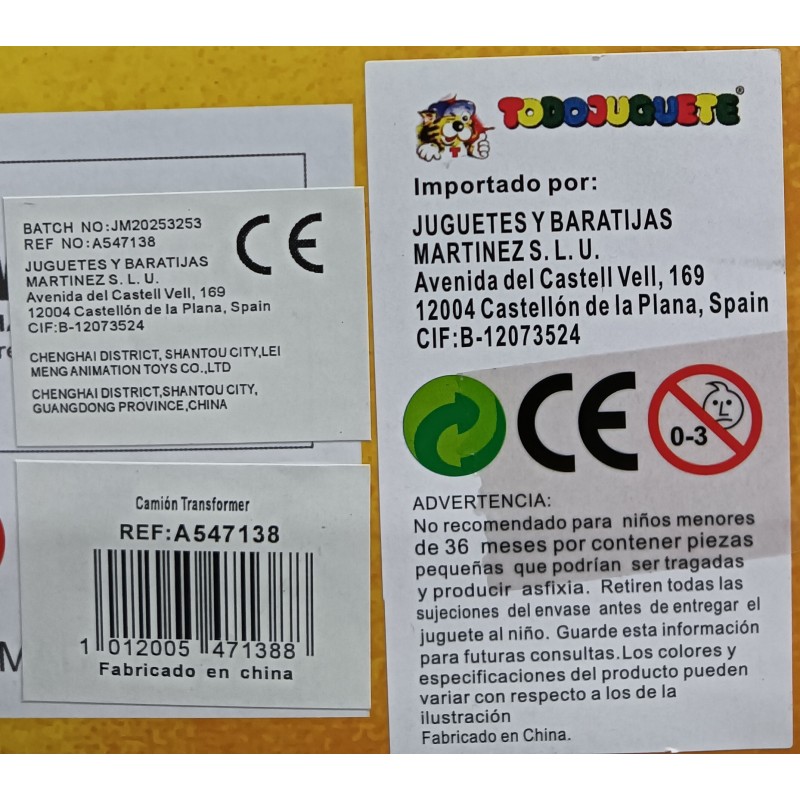 BATCH NO:JM20253253
REF NO:A547138
CE
JUGUETES Y BARATIJAS
MARTINEZ S. L. U.
Avenida del Castell Vell, 169
12004 Castellón de la Plana, Spain
CIF:B-12073524
CHENGHAI DISTRICT, SHANTOU CITY,LEI
MENG ANIMATION TOYS CO.,LTD
CHENGHAI DISTRICT,SHANTOU CITY,
GUANGDONG PROVINCE,CHINA
Camión Transformer
REF:A547138
1 012005 471388
Fabricado en china
TODOJUGUETE®
Importado por:
JUGUETES Y BARATIJAS
MARTINEZ S. L. U.
Avenida del Castell Vell, 169
12004 Castellón de la Plana, Spain
CIF:B-12073524
CE
0-3
ADVERTENCIA:
No recomendado para niños menores
de 36 meses por contener piezas
pequeñas que podrían ser tragadas
y producir asfixia. Retiren todas las
sujeciones del envase antes de entregar el
juguete al niño. Guarde esta información
para futuras consultas.Los colores y
especificaciones del producto pueden
variar con respecto a los de la
ilustración
Fabricado en China.